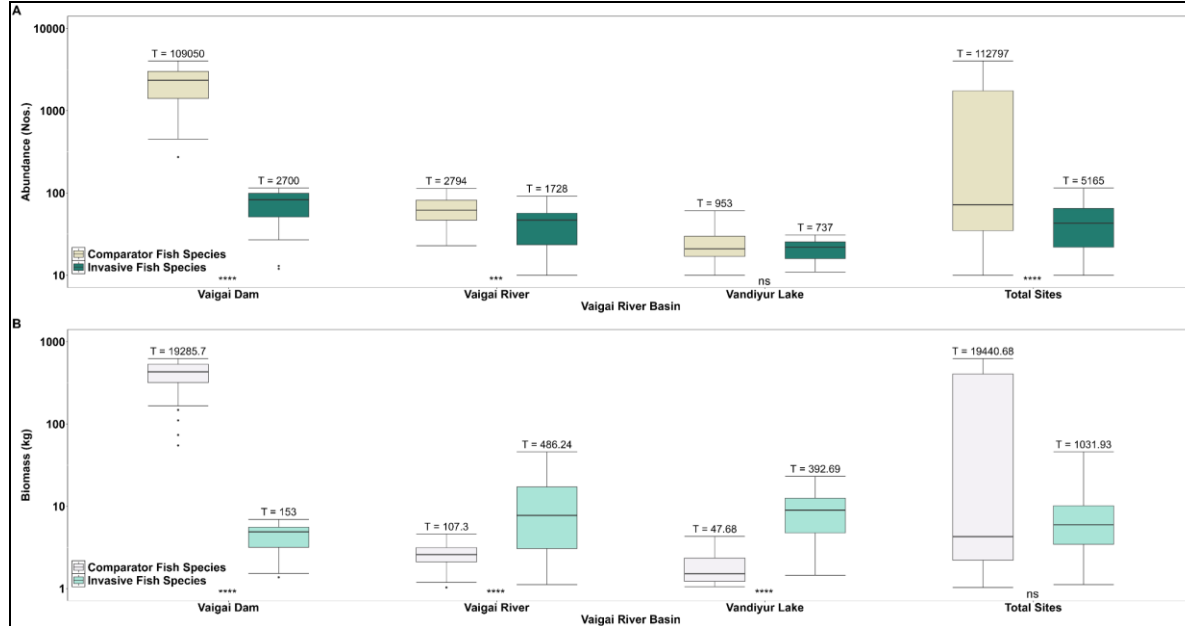 A
10000
T = 109050
T = 112797
1000
Abundance (Nos.)
100
T = 2700
T = 2794
T = 1728
T = 953
T = 737
T = 5165
Comparator Fish Species
Invasive Fish Species
10
****
***
ns
****
Vaigai Dam
Vaigai River
Vandiyur Lake
Total Sites
Vaigai River Basin
B
1000
T = 19285.7
T = 19440.68
100
Biomass (kg)
T = 486.24
T = 392.69
T = 1031.93
10
T = 153
T = 107.3
T = 47.68
Comparator Fish Species
Invasive Fish Species
1
****
****
****
ns
Vaigai Dam
Vaigai River
Vandiyur Lake
Total Sites
Vaigai River Basin